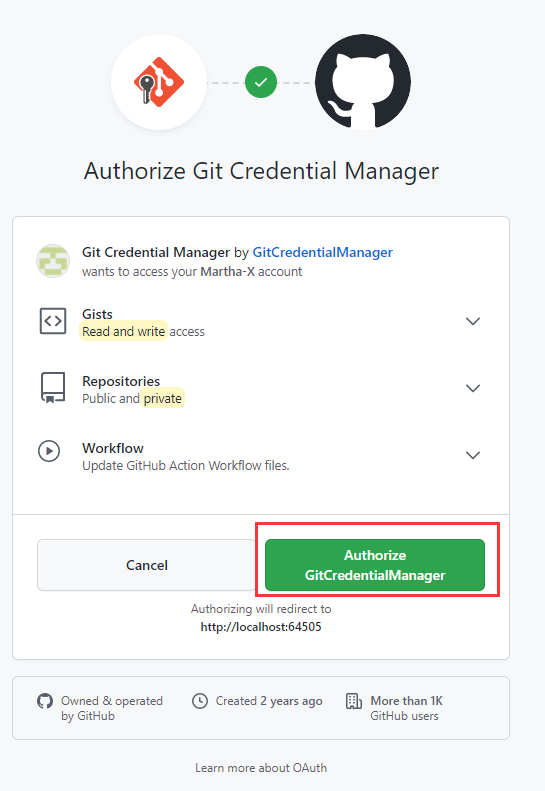 Authorize Git Credential Manager
Git Credential Manager by GitCredentialManager
wants to access your Martha-X account
Gists
Read and write access
Repositories
Public and private
Workflow
Update GitHub Action Workflow files.
Cancel
Authorize
GitCredentialManager
Authorizing will redirect to
http://localhost:64505
Owned & operated
by GitHub
Created 2 years ago
More than 1K
GitHub users
Learn more about OAuth